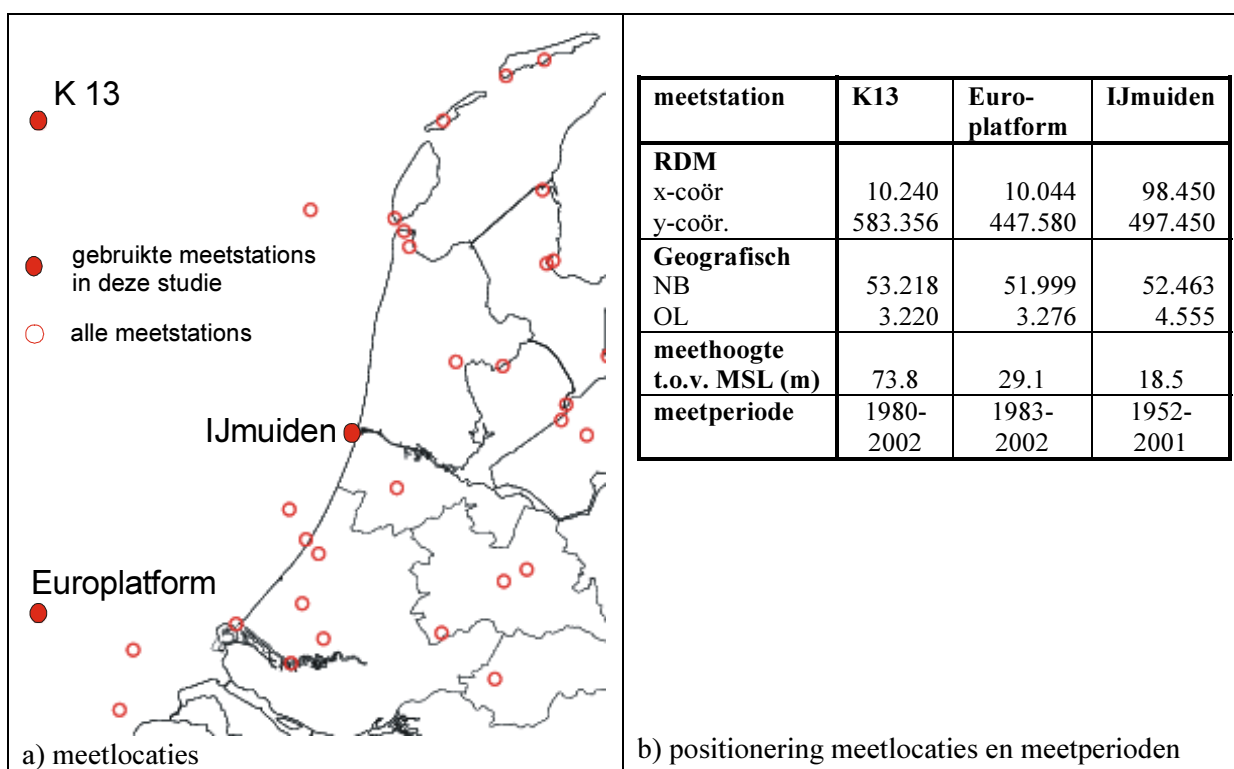 K 13
gebruikte meetstations
in deze studie
alle meetstations
IJmuiden
Europlatform
a) meetlocaties
meetstation K13 Euro- IJmuiden
platform
RDM
x-coör 10.240 10.044 98.450
y-coör. 583.356 447.580 497.450
Geografisch
NB 53.218 51.999 52.463
OL 3.220 3.276 4.555
meethoogte
t.o.v. MSL (m) 73.8 29.1 18.5
meetperiode 1980- 1983- 1952-
2002 2002 2001
b) positionering meetlocaties en meetperioden